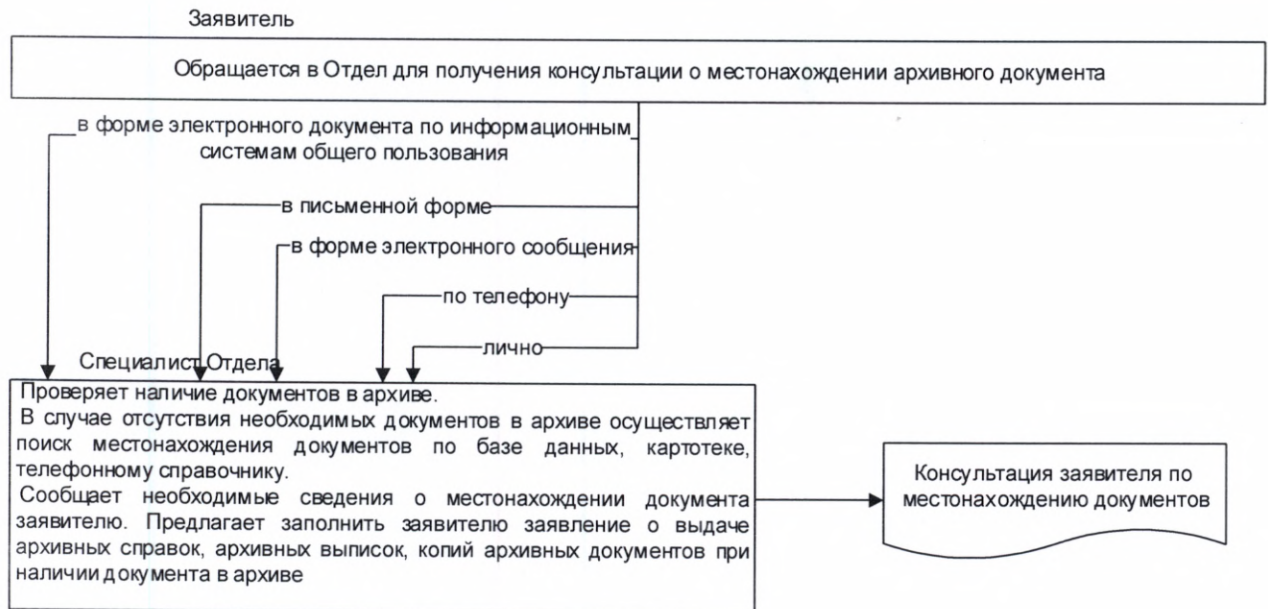 Заявитель
Обращается в Отдел для получения консультации о местонахождении архивного документа
в форме электронного документа по информационным
системам общего пользования
в письменной форме
в форме электронного сообщения
по телефону
лично
Специалист Отдела
Проверяет наличие документов в архиве.
В случае отсутствия необходимых документов в архиве осуществляет
поиск местонахождения документов по базе данных, картотеке,
телефонному справочнику.
Сообщает необходимые сведения о местонахождении документа
заявителю. Предлагает заполнить заявителю заявление о выдаче
архивных справок, архивных выписок, копий архивных документов при
наличии документа в архиве
Консультация заявителя по
местонахождению документов